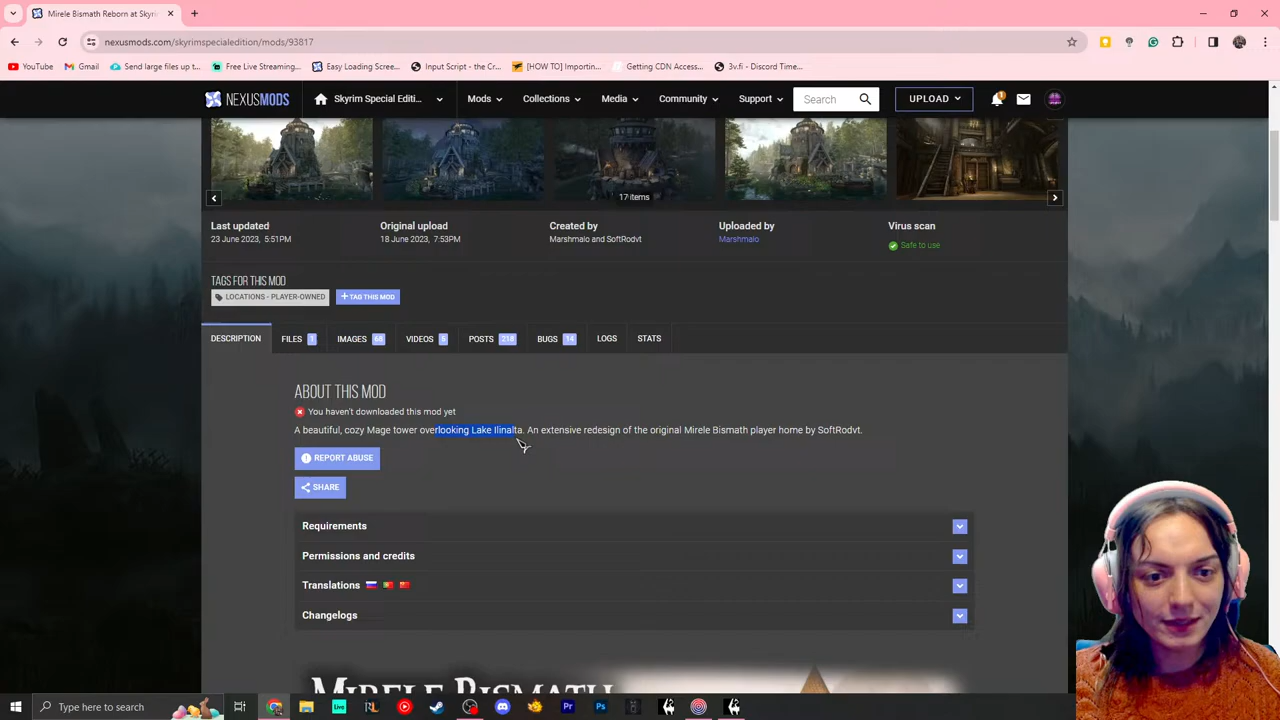 Mirele Bismath Reborn at Skyri
nexusmods.com/skyrimspecialedition/mods/93817
YouTube
Gmail
Send large files up t...
Free Live Streaming...
Easy Loading Scree...
Input Script - the Cr...
[HOW TO] Importin...
Getting CDN Access...
3v.fi - Discord Time...
NEXUSMODS
Skyrim Special Editi...
Mods
Collections
Media
Community
Support
Search
UPLOAD
17 items
Last updated
23 June 2023, 5:51PM
Original upload
18 June 2023, 7:53PM
Created by
Marshmalo and SoftRodvt
Uploaded by
Marshmalo
Virus scan
Safe to use
TAGS FOR THIS MOD
LOCATIONS - PLAYER-OWNED
+ TAG THIS MOD
DESCRIPTION
FILES 1
IMAGES 68
VIDEOS 5
POSTS 218
BUGS 14
LOGS
STATS
ABOUT THIS MOD
You haven't downloaded this mod yet
A beautiful, cozy Mage tower overlooking Lake Ilinalta. An extensive redesign of the original Mirele Bismath player home by SoftRodvt.
REPORT ABUSE
SHARE
Requirements
Permissions and credits
Translations
Changelogs
MIRELE BISMATH
Type here to search